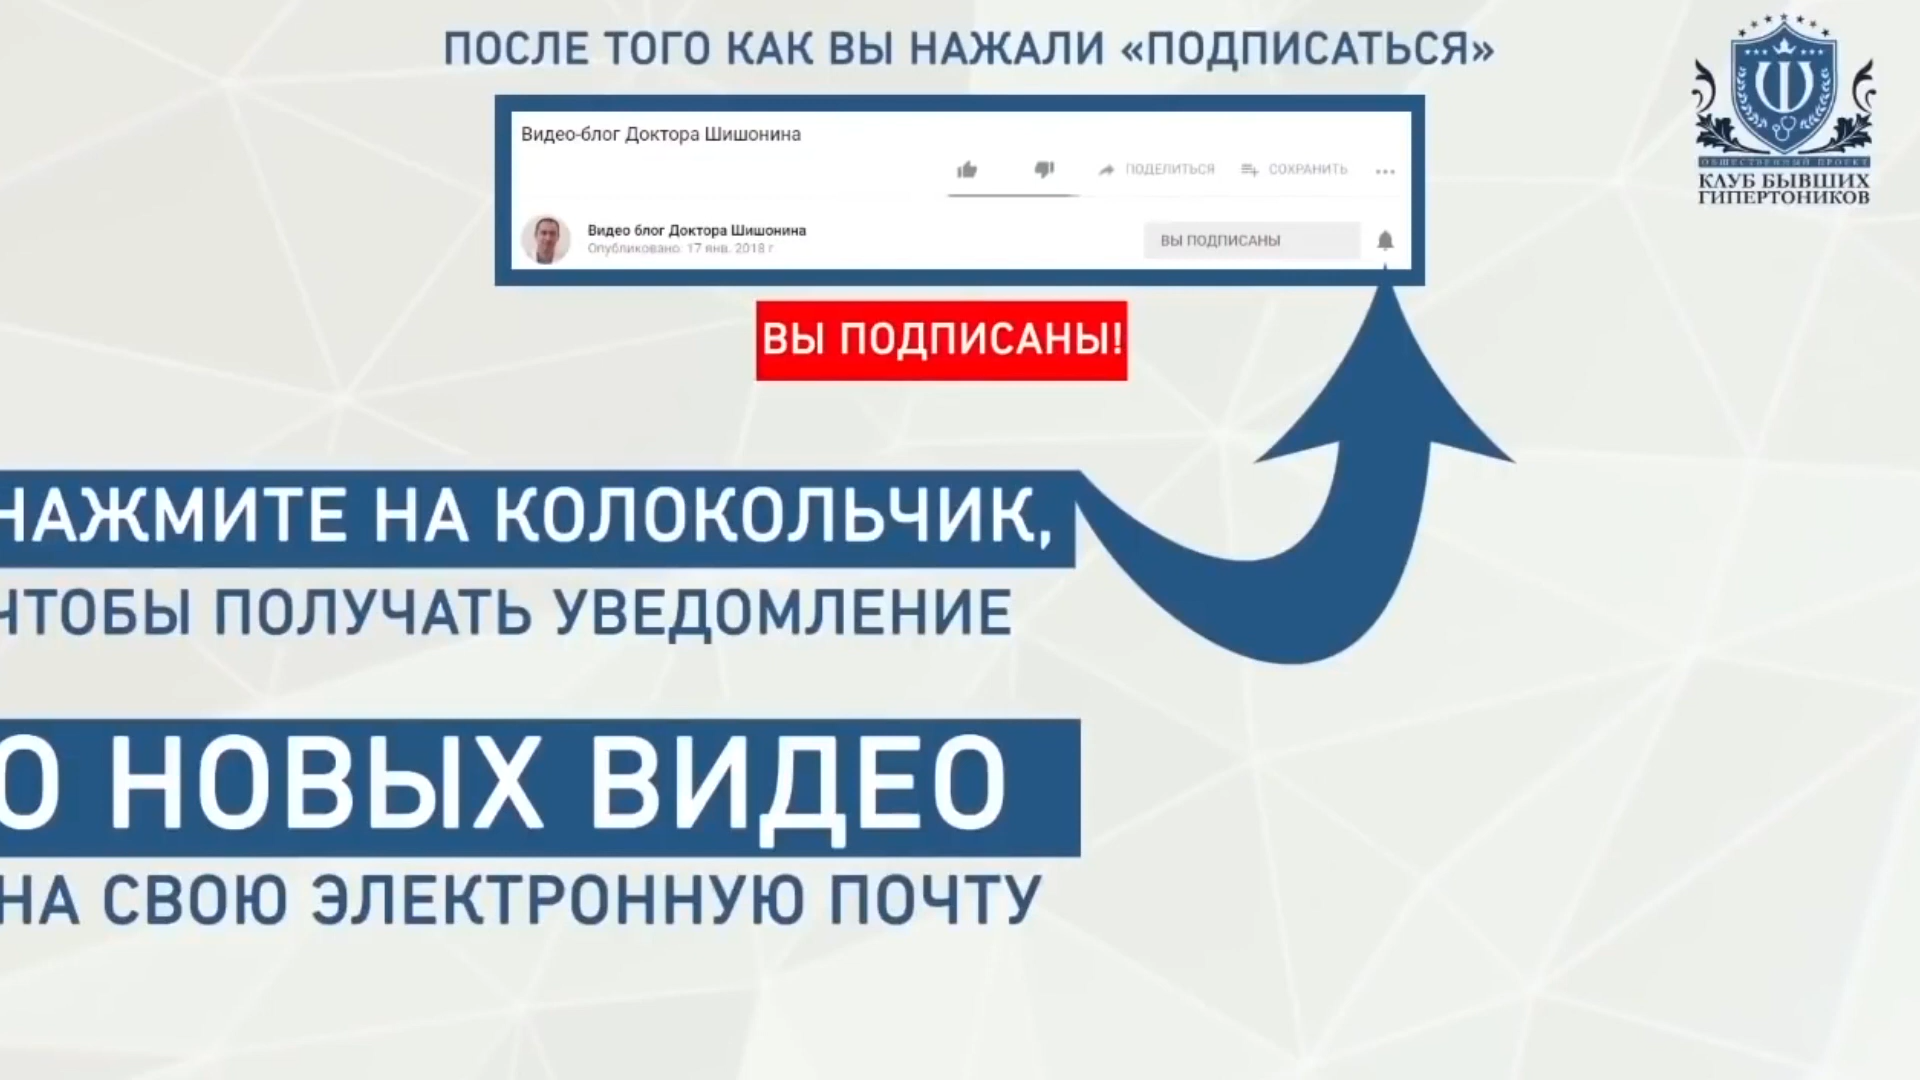 ПОСЛЕ ТОГО КАК ВЫ НАЖАЛИ «ПОДПИСАТЬСЯ»
Видео-блог Доктора Шишонина
ПОДЕЛИТЬСЯ
СОХРАНИТЬ
Видео блог Доктора Шишонина
Опубликовано: 17 янв. 2018 г.
ВЫ ПОДПИСАНЫ
ОБЩЕСТВЕННЫЙ ПРОЕКТ
КЛУБ БЫВШИХ
ГИПЕРТОНИКОВ
ВЫ ПОДПИСАНЫ!
НАЖМИТЕ НА КОЛОКОЛЬЧИК,
ЧТОБЫ ПОЛУЧАТЬ УВЕДОМЛЕНИЕ
О НОВЫХ ВИДЕО
НА СВОЮ ЭЛЕКТРОННУЮ ПОЧТУ